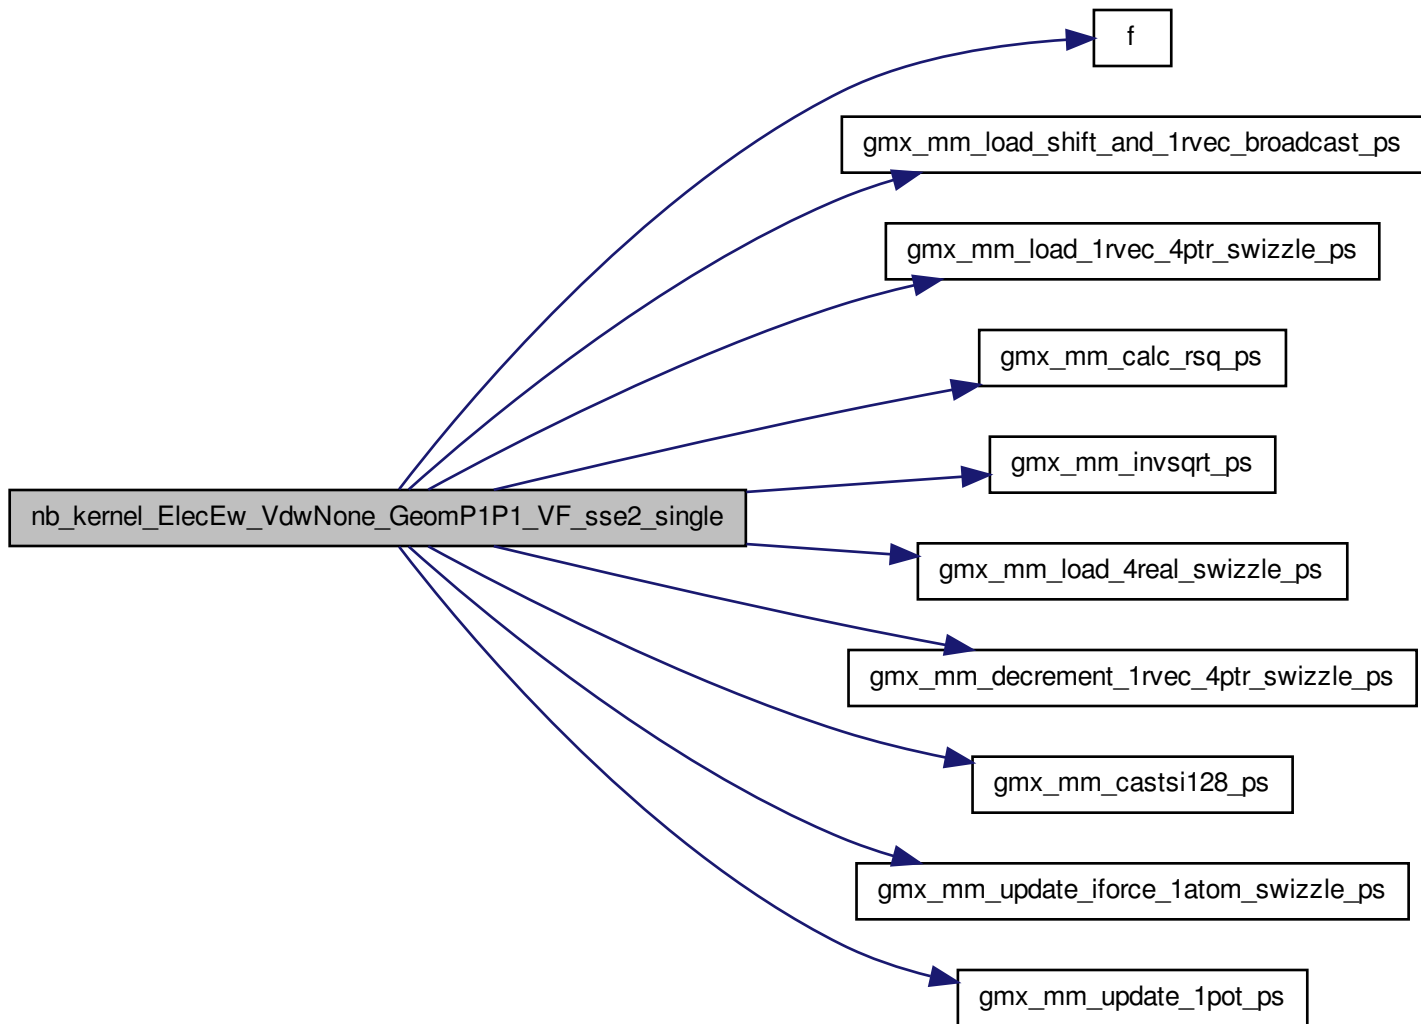 f
gmx_mm_load_shift_and_1rvec_broadcast_ps
gmx_mm_load_1rvec_4ptr_swizzle_ps
gmx_mm_calc_rsq_ps
gmx_mm_invsqrt_ps
nb_kernel_ElecEw_VdwNone_GeomP1P1_VF_sse2_single
gmx_mm_load_4real_swizzle_ps
gmx_mm_decrement_1rvec_4ptr_swizzle_ps
gmx_mm_castsi128_ps
gmx_mm_update_iforce_1atom_swizzle_ps
gmx_mm_update_1pot_ps